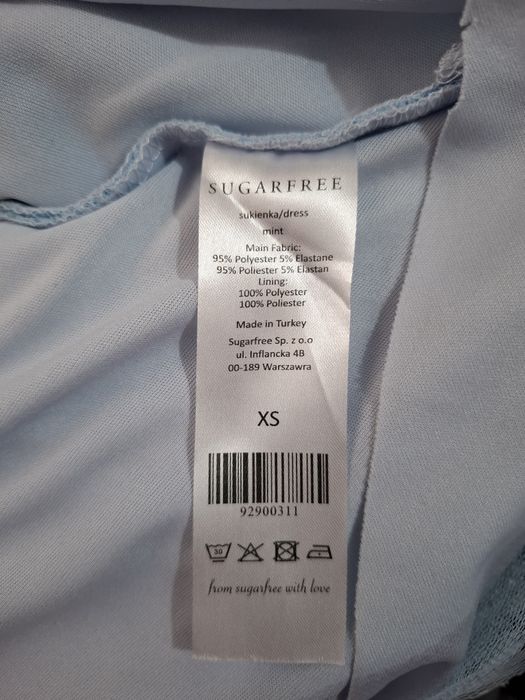 SUGARFREE
sukienka/dress
mint
Main Fabric:
95% Polyester 5% Elastane
95% Poliester 5% Elastan
Lining:
100% Polyester
100% Poliester
Made in Turkey
Sugarfree Sp. z o.o
ul. Inflancka 4B
00-189 Warszawra
XS
92900311
30
from sugarfree with love